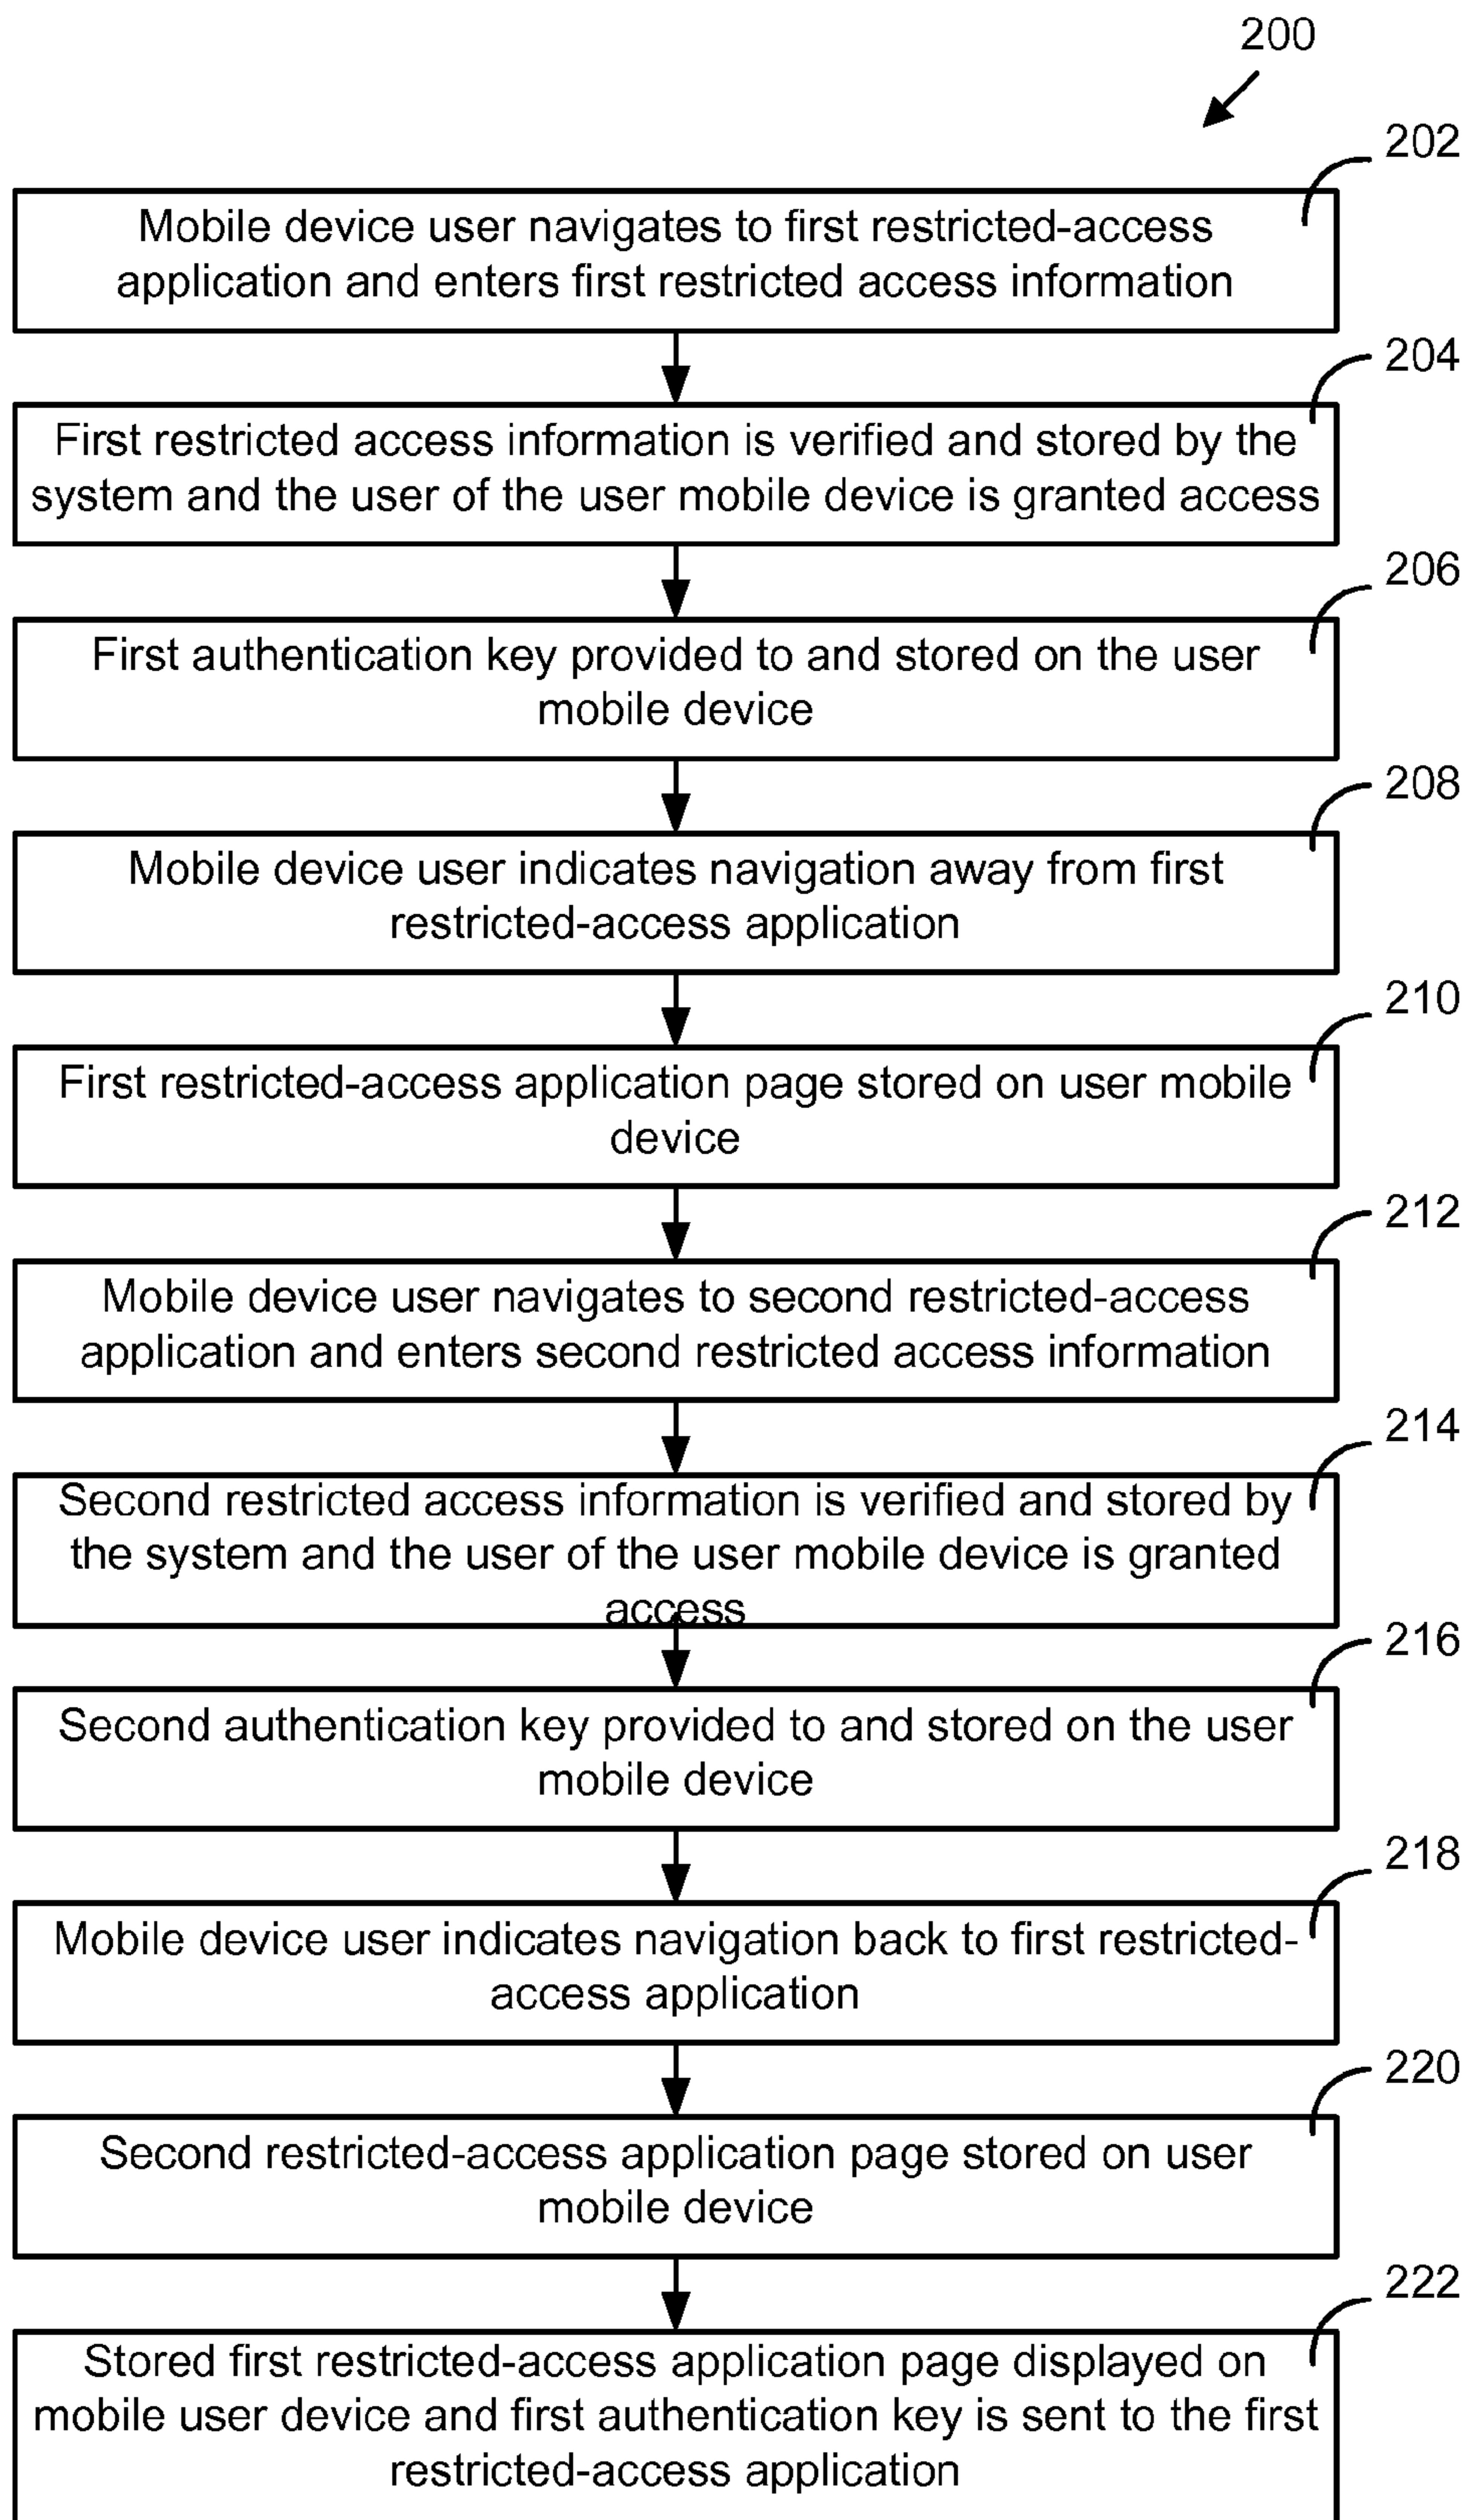 200
202
Mobile device user navigates to first restricted-access
application and enters first restricted access information
204
First restricted access information is verified and stored by the
system and the user of the user mobile device is granted access
206
First authentication key provided to and stored on the user
mobile device
208
Mobile device user indicates navigation away from first
restricted-access application
210
First restricted-access application page stored on user mobile
device
212
Mobile device user navigates to second restricted-access
application and enters second restricted access information
214
Second restricted access information is verified and stored by
the system and the user of the user mobile device is granted
access
216
Second authentication key provided to and stored on the user
mobile device
218
Mobile device user indicates navigation back to first restricted-
access application
220
Second restricted-access application page stored on user
mobile device
222
Stored first restricted-access application page displayed on
mobile user device and first authentication key is sent to the first
restricted-access application